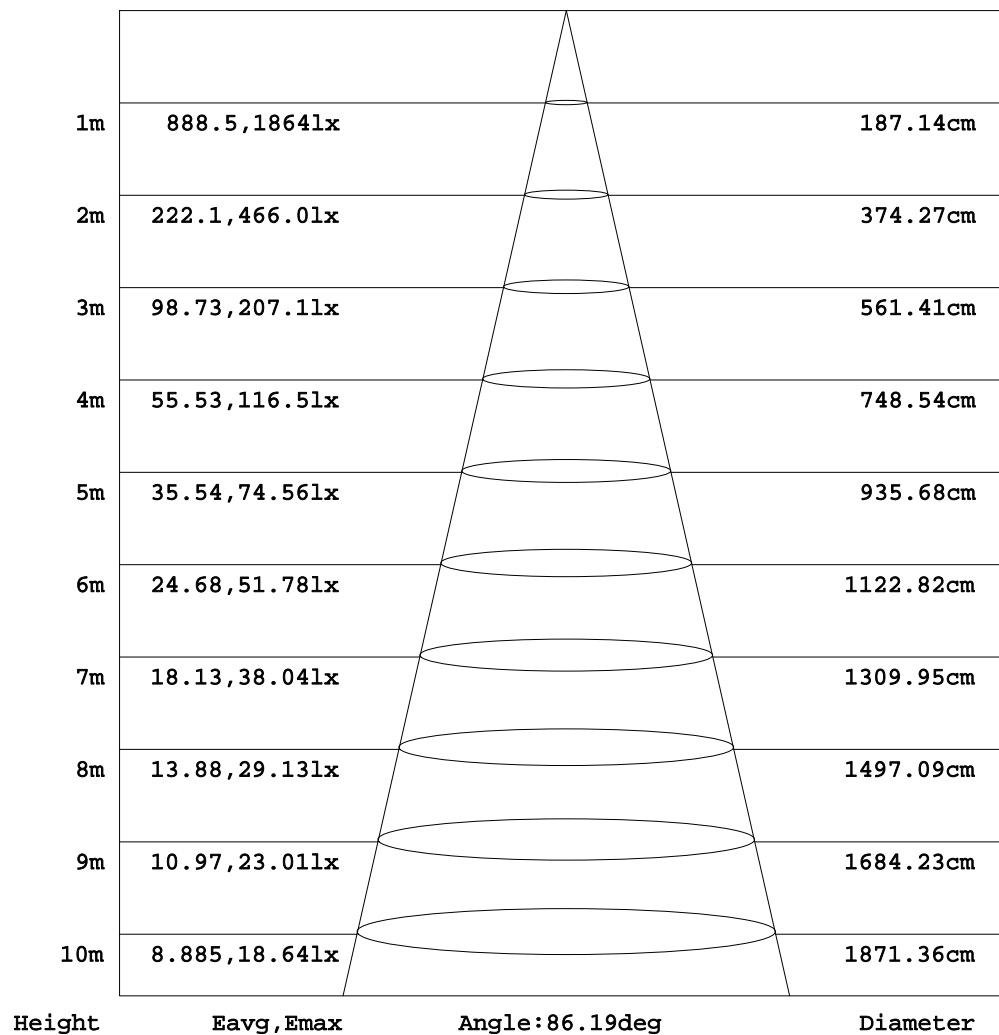 1m 888.5,1864lx 187.14cm
2m 222.1,466.0lx 374.27cm
3m 98.73,207.1lx 561.41cm
4m 55.53,116.5lx 748.54cm
5m 35.54,74.56lx 935.68cm
6m 24.68,51.78lx 1122.82cm
7m 18.13,38.04lx 1309.95cm
8m 13.88,29.13lx 1497.09cm
9m 10.97,23.01lx 1684.23cm
10m 8.885,18.64lx 1871.36cm
Height Eavg,Emax Angle:86.19deg Diameter